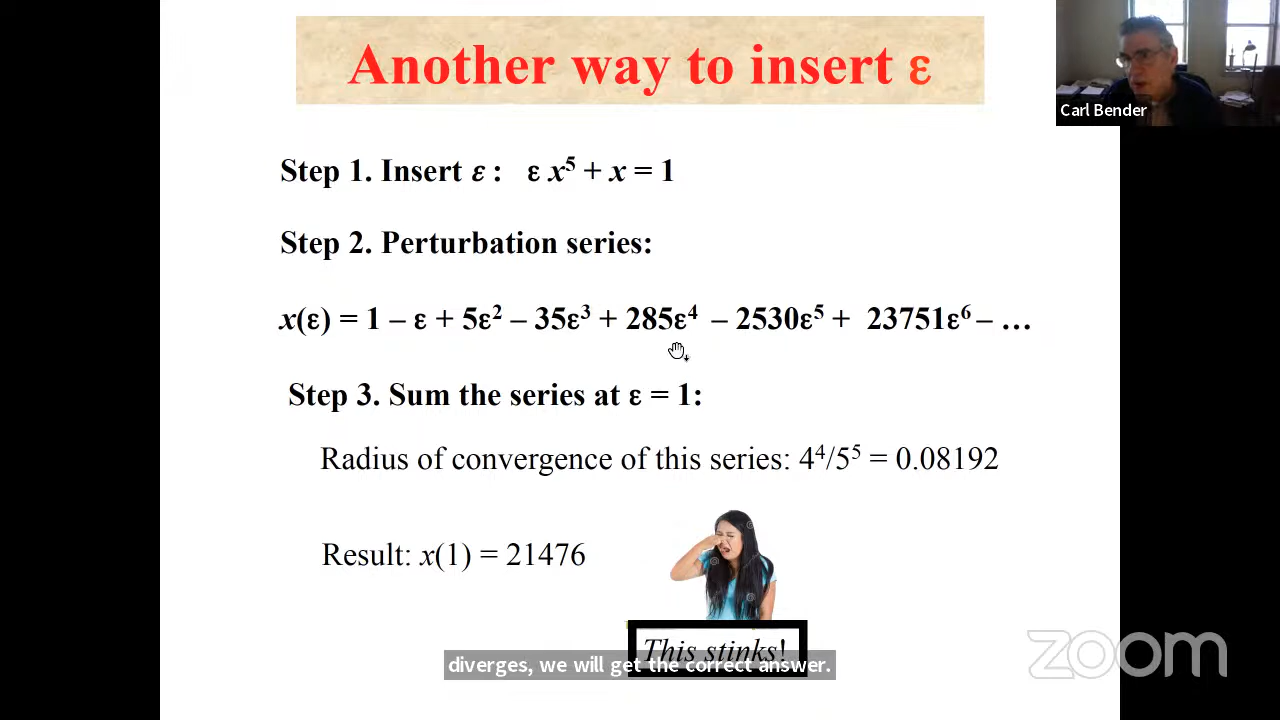 Another way to insert ε
Carl Bender
Step 1. Insert ε : ε x⁵ + x = 1
Step 2. Perturbation series:
x(ε) = 1 – ε + 5ε² – 35ε³ + 285ε⁴ – 2530ε⁵ + 23751ε⁶ – …
Step 3. Sum the series at ε = 1:
Radius of convergence of this series: 4⁴/5⁵ = 0.08192
Result: x(1) = 21476
This stinks!
diverges, we will get the correct answer.
zoom